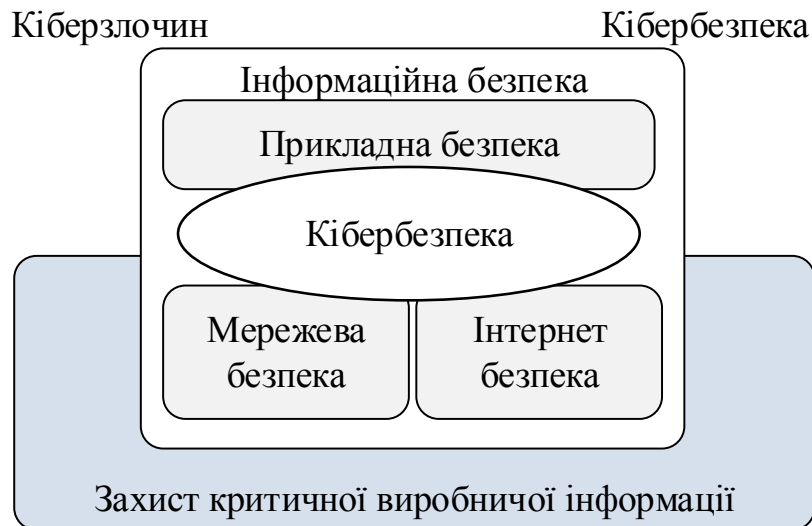 Кіберзлочин
Кібербезпека
Інформаційна безпека
Прикладна безпека
Кібербезпека
Мережева
безпека
Інтернет
безпека
Захист критичної виробничої інформації